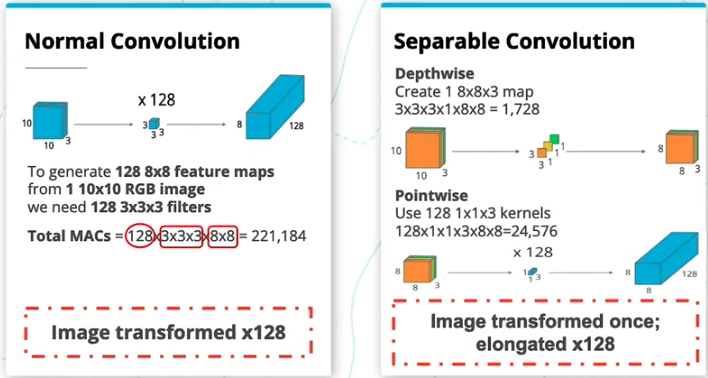 Normal Convolution
x 128
10
10
3
3
3
3
8
128
To generate 128 8x8 feature maps
from 1 10x10 RGB image
we need 128 3x3x3 filters
Total MACs = 128x3x3x3x8x8 = 221,184
Image transformed x128
Separable Convolution
Depthwise
Create 1 8x8x3 map
3x3x3x1x8x8 = 1,728
10
10
3
3
3
1
1
1
8
8
3
Pointwise
Use 128 1x1x3 kernels
128x1x1x3x8x8=24,576
x 128
8
8
3
1
1
3
8
8
128
Image transformed once;
elongated x128